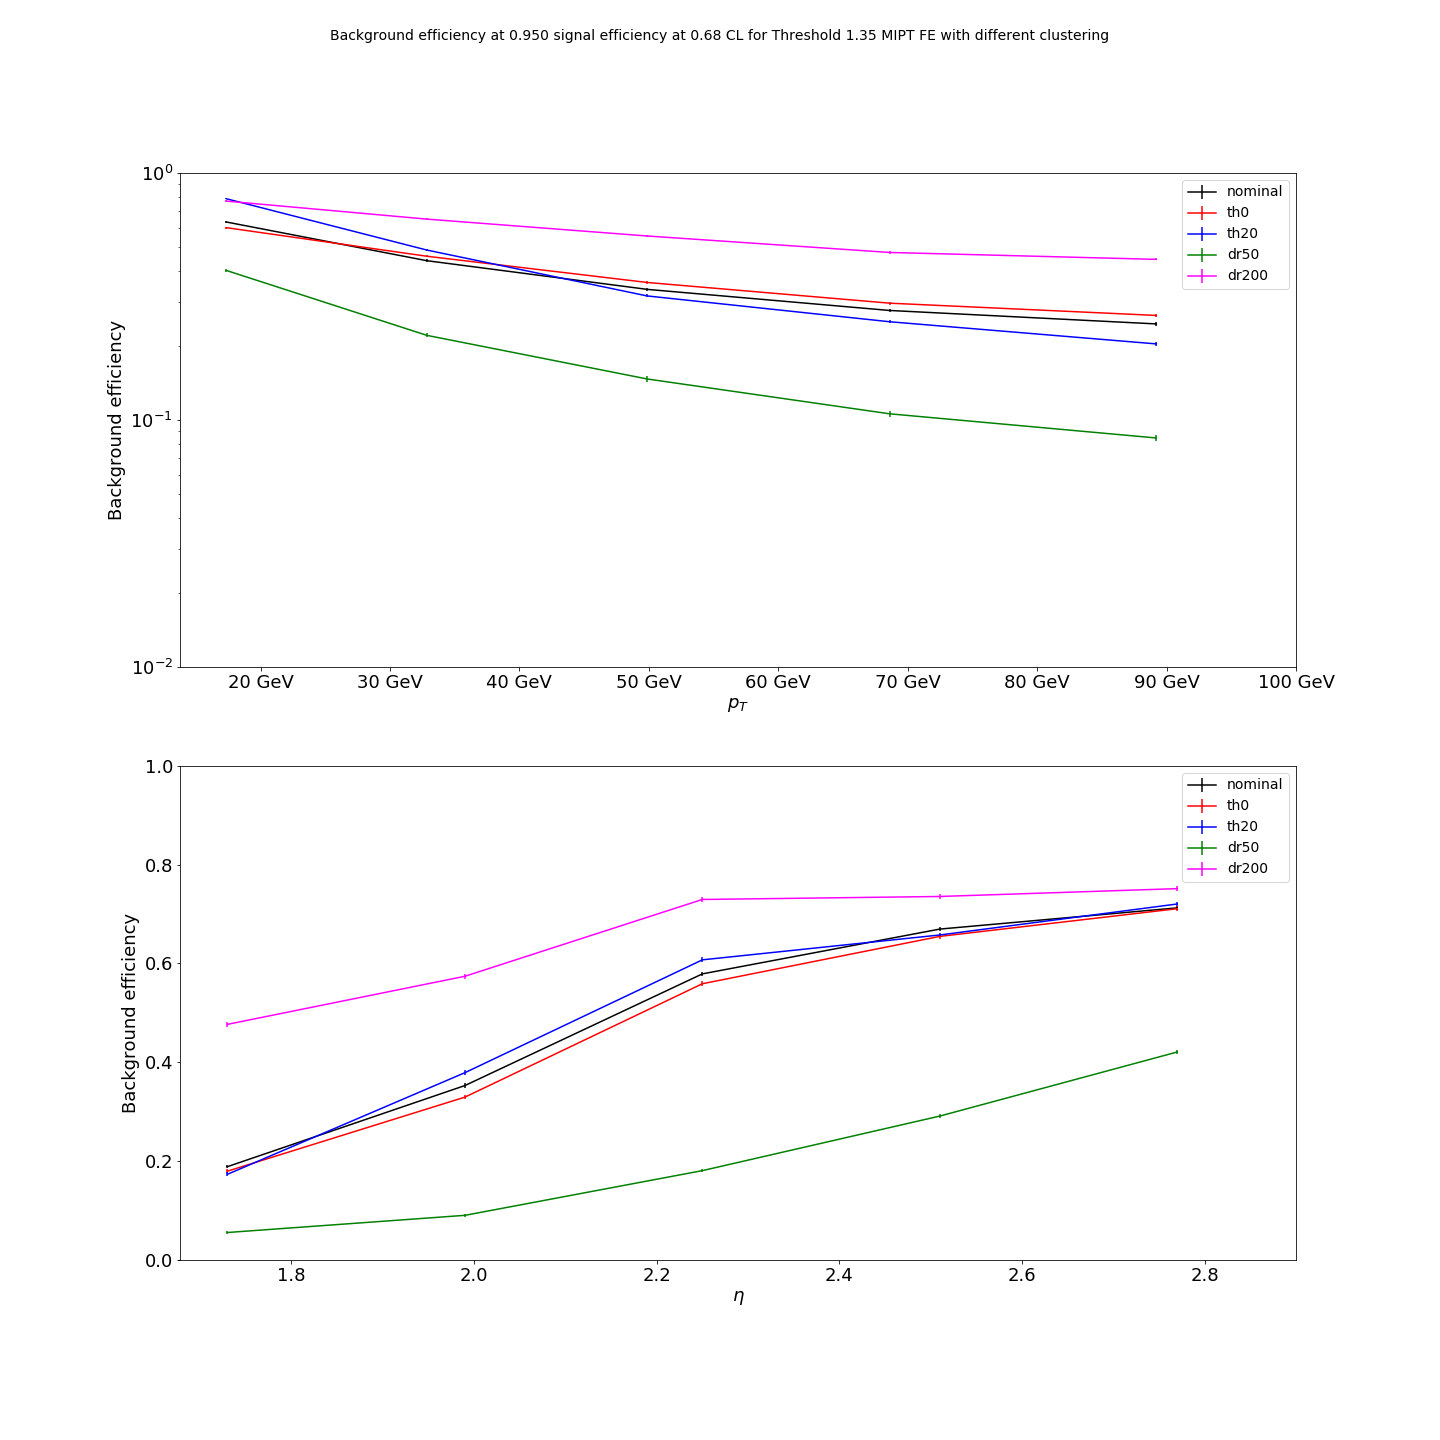 Background efficiency at 0.950 signal efficiency at 0.68 CL for Threshold 1.35 MIPT FE with different clustering
10⁰
10⁻¹
10⁻²
Background efficiency
nominal
th0
th20
dr50
dr200
20 GeV 30 GeV 40 GeV 50 GeV 60 GeV 70 GeV 80 GeV 90 GeV 100 GeV
p_T
1.0
0.8
0.6
0.4
0.2
0.0
Background efficiency
nominal
th0
th20
dr50
dr200
1.8 2.0 2.2 2.4 2.6 2.8
η